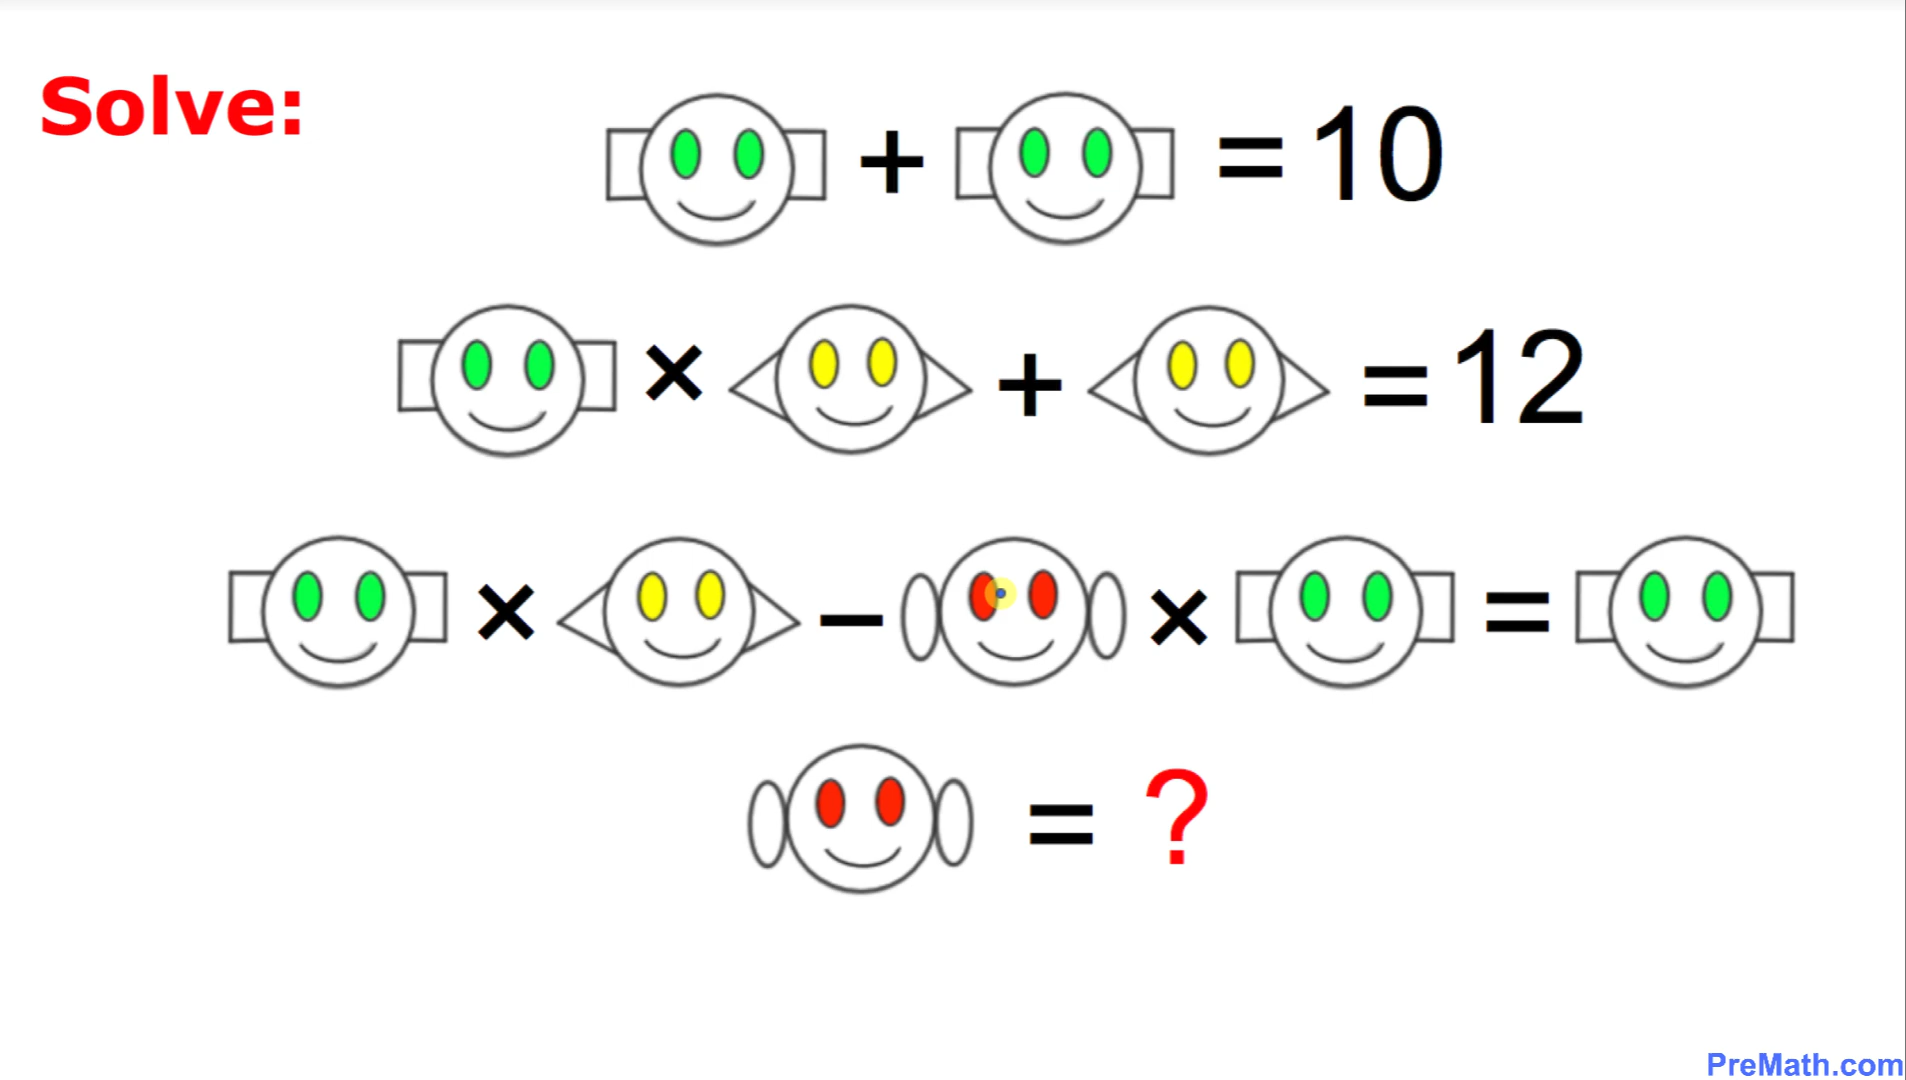 Solve:
+ = 10
× + = 12
× − × =
= ?
PreMath.com